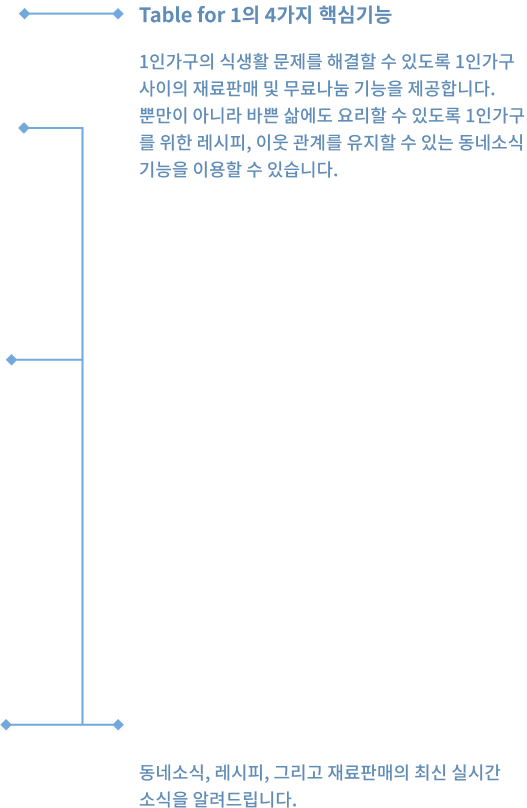 Table for 1의 4가지 핵심기능
1인가구의 식생활 문제를 해결할 수 있도록 1인가구
사이의 재료판매 및 무료나눔 기능을 제공합니다.
뿐만이 아니라 바쁜 삶에도 요리할 수 있도록 1인가구
를 위한 레시피, 이웃 관계를 유지할 수 있는 동네소식
기능을 이용할 수 있습니다.
동네소식, 레시피, 그리고 재료판매의 최신 실시간
소식을 알려드립니다.